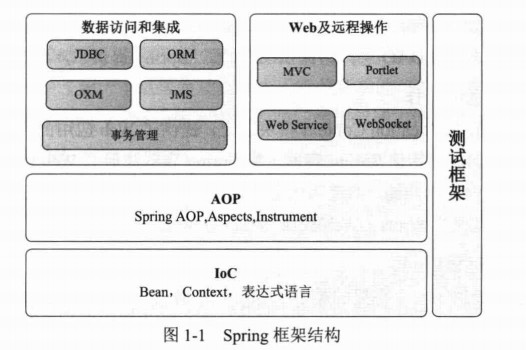 数据访问和集成
JDBC
ORM
OXM
JMS
事务管理
Web及远程操作
MVC
Portlet
Web Service
WebSocket
测试框架
AOP
Spring AOP,Aspects,Instrument
IoC
Bean，Context，表达式语言
图 1-1 Spring 框架结构